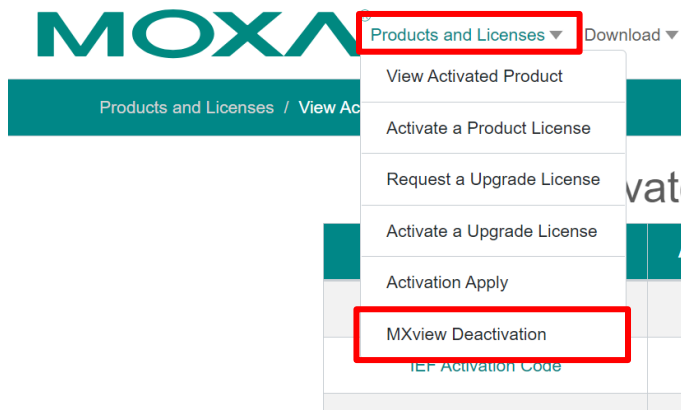 MOXA®
Products and Licenses ▼ Download ▼
View Activated Product
Products and Licenses / View Ac
Activate a Product License
Request a Upgrade License
vat
Activate a Upgrade License
A
Activation Apply
MXview Deactivation
IEF Activation Code